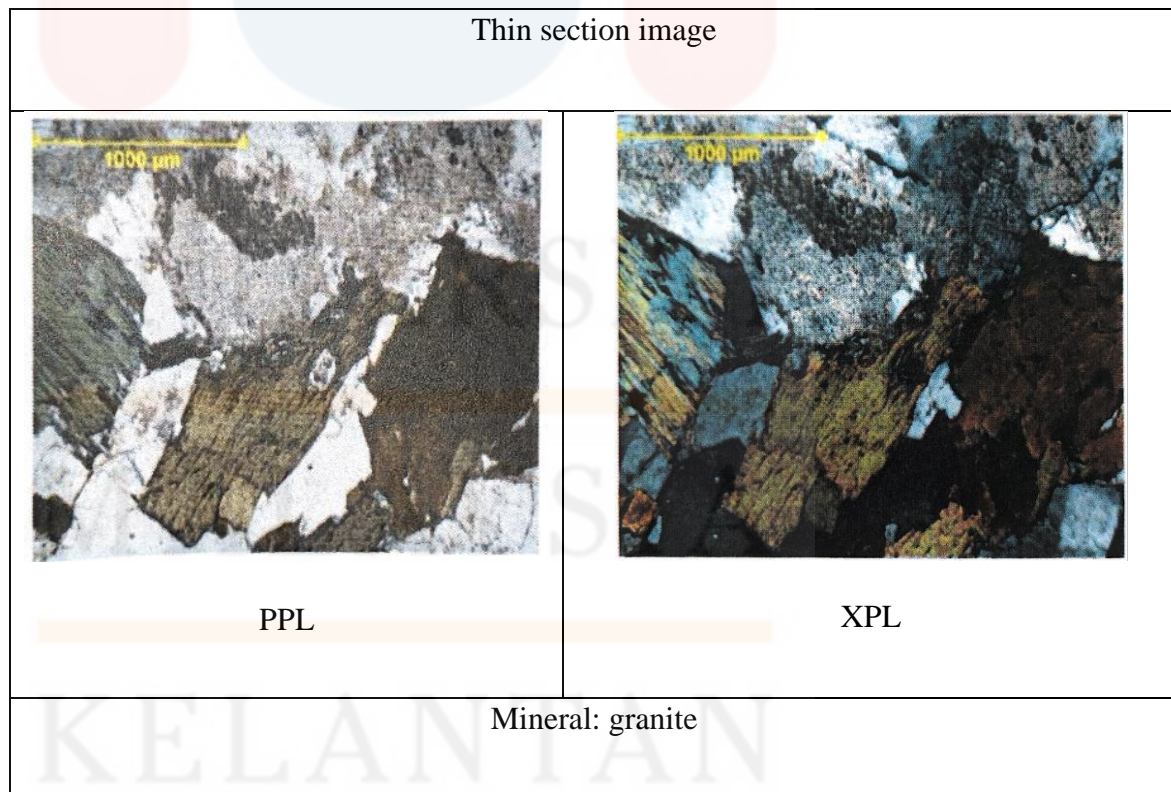 Thin section image
1000 µm
1000 µm
PPL
XPL
Mineral: granite
KELANTAN